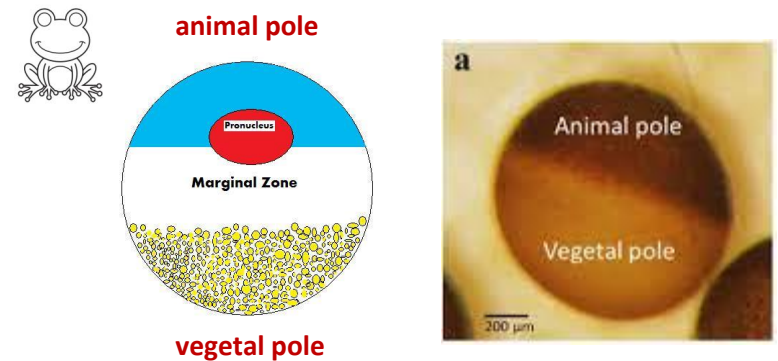 animal pole
Pronucleus
Marginal Zone
vegetal pole
a
Animal pole
Vegetal pole
200 µm